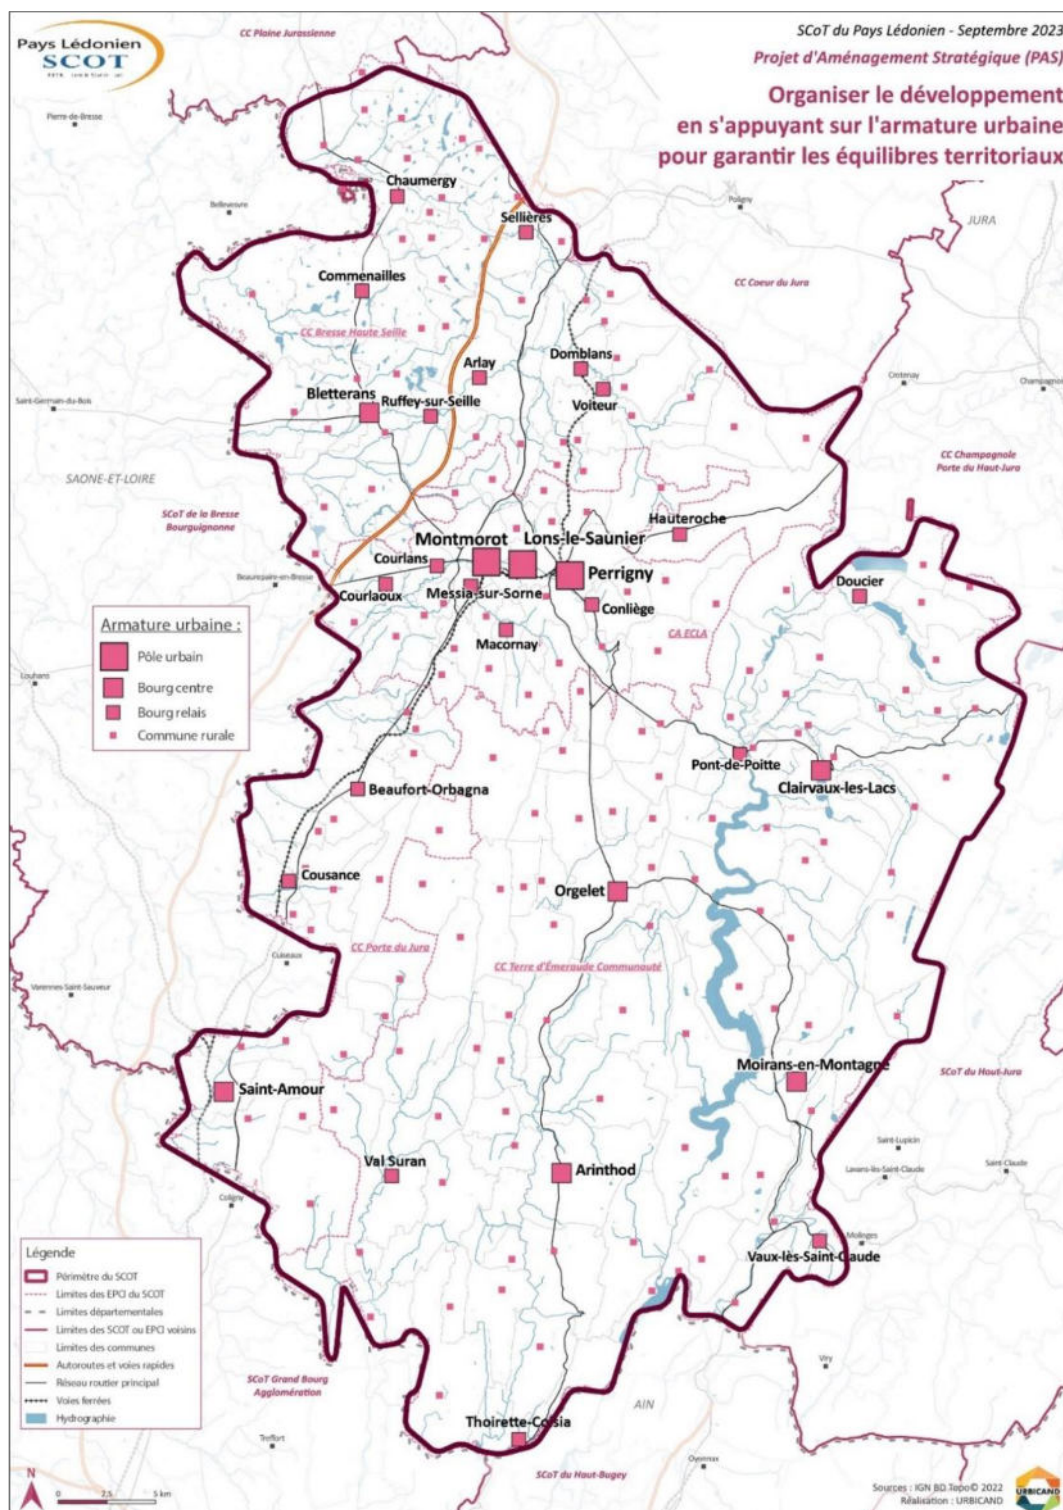 Pays Lédonien
SCOT
SCoT du Pays Lédonien - Septembre 2023
Projet d'Aménagement Stratégique (PAS)
Organiser le développement
en s'appuyant sur l'armature urbaine
pour garantir les équilibres territoriaux
CC Plaine Jurassienne
Pierre-de-Bresse
Chaumergy
Bellevesvre
Sellières
Poligny
JURA
Commenailles
CC Coeur du Jura
CC Bresse Haute Seille
Arlay
Domblans
Voiteur
Bletterans
Ruffey-sur-Seille
Saint-Germain-du-Bois
Crotenay
Champagnole
SAONE-ET-LOIRE
CC Champagnole
Porte du Haut-Jura
SCoT de la Bresse
Bourguignonne
Hauteroche
Montmorot
Lons-le-Saunier
Courlans
Perrigny
Beaurepaire-en-Bresse
Courlaoux
Messia-sur-Sorne
Conliège
Doucier
Macornay
CA ECLA
Armature urbaine :
Pôle urbain
Bourg centre
Bourg relais
Commune rurale
Louhans
Pont-de-Poitte
Clairvaux-les-Lacs
Beaufort-Orbagna
Cousance
Orgelet
CC Porte du Jura
CC Terre d'Émeraude Communauté
Cuiseaux
Varennes-Saint-Sauveur
Moirans-en-Montagne
SCoT du Haut-Jura
Saint-Amour
Saint-Lupicin
Val Suran
Arinthod
Lavans-lès-Saint-Claude
Saint-Claude
Coligny
Molinges
Vaux-lès-Saint-Claude
Légende
Périmètre du SCOT
Limites des EPCI du SCOT
Limites départementales
Limites des SCOT ou EPCI voisins
Limites des communes
Autoroutes et voies rapides
Réseau routier principal
Voies ferrées
Hydrographie
Viry
SCoT Grand Bourg
Agglomération
AIN
Thoirette-Coisia
Treffort
Oyonnax
SCoT du Haut-Bugey
N
0 2,5 5 km
Sources : IGN BD Topo© 2022
Réalisation : URBICAND
URBICAND